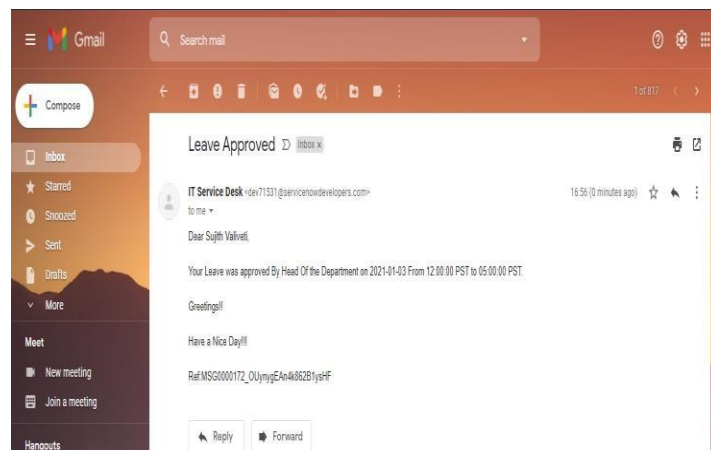 Gmail
Search mail
Compose
1 of 817
Inbox
Starred
Snoozed
Sent
Drafts
More
Meet
New meeting
Join a meeting
Hangouts
Leave Approved Inbox x
IT Service Desk <dev71531@servicenowdevelopers.com> 16:56 (0 minutes ago)
to me
Dear Sujith Valiveti,
Your Leave was approved By Head Of the Department on 2021-01-03 From 12:00:00 PST to 05:00:00 PST.
Greetings!!
Have a Nice Day!!!
Ref:MSG0000172_OUynygEAn4k862B1ysHF
Reply Forward